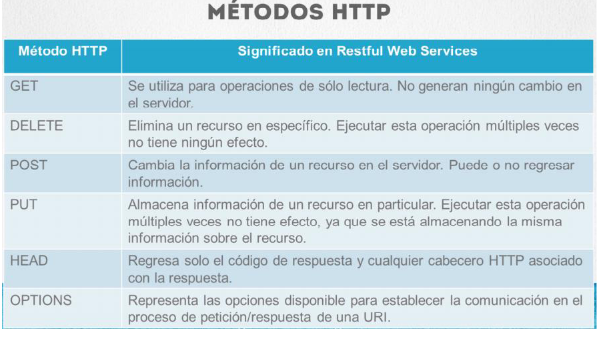 MÉTODOS HTTP
Método HTTP Significado en Restful Web Services
GET Se utiliza para operaciones de sólo lectura. No generan ningún cambio en
el servidor.
DELETE Elimina un recurso en específico. Ejecutar esta operación múltiples veces
no tiene ningún efecto.
POST Cambia la información de un recurso en el servidor. Puede o no regresar
información.
PUT Almacena información de un recurso en particular. Ejecutar esta operación
múltiples veces no tiene efecto, ya que se está almacenando la misma
información sobre el recurso.
HEAD Regresa solo el código de respuesta y cualquier cabecero HTTP asociado
con la respuesta.
OPTIONS Representa las opciones disponible para establecer la comunicación en el
proceso de petición/respuesta de una URI.